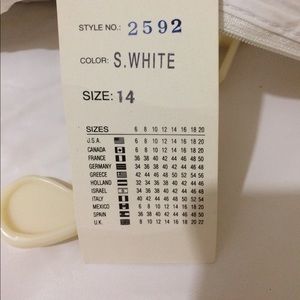 STYLE NO.: 2592
COLOR: S.WHITE
SIZE: 14
SIZES 6 8 10 12 14 16 18 20
U.S.A. 6 8 10 12 14 16 18 20
CANADA 6 8 10 12 14 16 18 20
FRANCE 36 38 40 42 44 46 48 50
GERMANY 34 36 38 40 42 44 46 48
GREECE 40 42 44 46 48 50 52 54
HOLLAND 32 34 36 38 40 42 44 46
ISRAEL 34 36 38 40 42 44 46
ITALY 40 42 44 46 48 50 52 54
MEXICO 6 8 10 12 14 16 18 20
SPAIN 36 38 40 42 44 46 48
U.K. 8 10 12 14 16 18 20 22